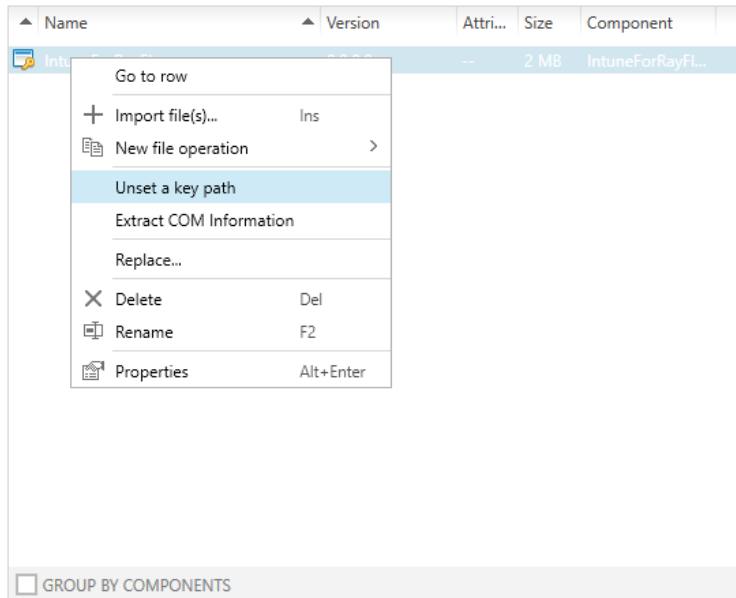 Name Version Attri... Size Component
-- 2 MB IntuneForRayFl...
Go to row
Import file(s)... Ins
New file operation
Unset a key path
Extract COM Information
Replace...
Delete Del
Rename F2
Properties Alt+Enter
GROUP BY COMPONENTS